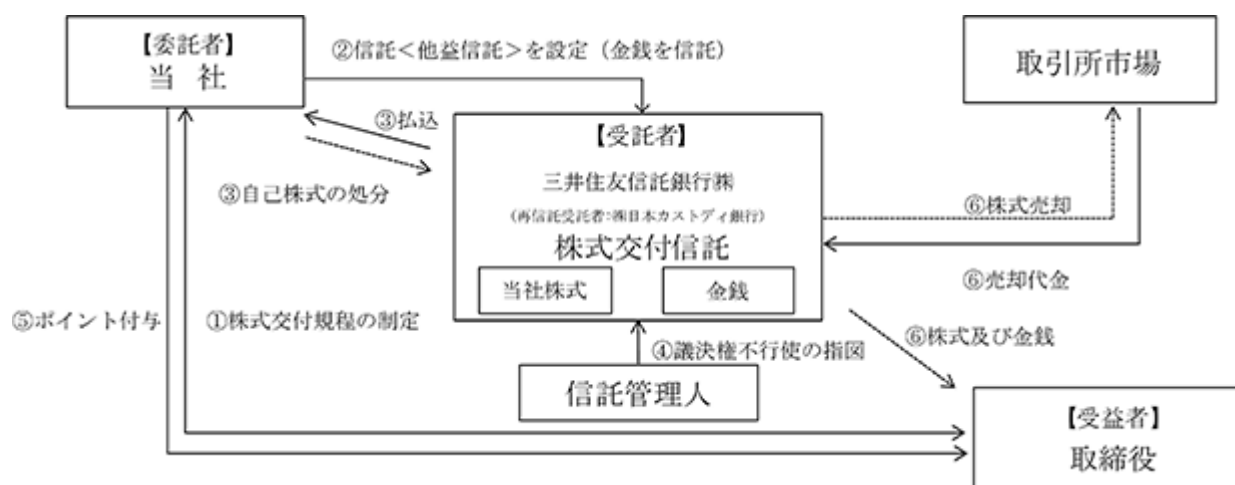 【委託者】
当 社
②信託<他益信託>を設定（金銭を信託）
取引所市場
③払込
③自己株式の処分
【受託者】
三井住友信託銀行㈱
（再信託受託者：㈱日本カストディ銀行）
株式交付信託
当社株式
金銭
⑥株式売却
⑥売却代金
⑤ポイント付与
①株式交付規程の制定
④議決権不行使の指図
⑥株式及び金銭
信託管理人
【受益者】
取締役